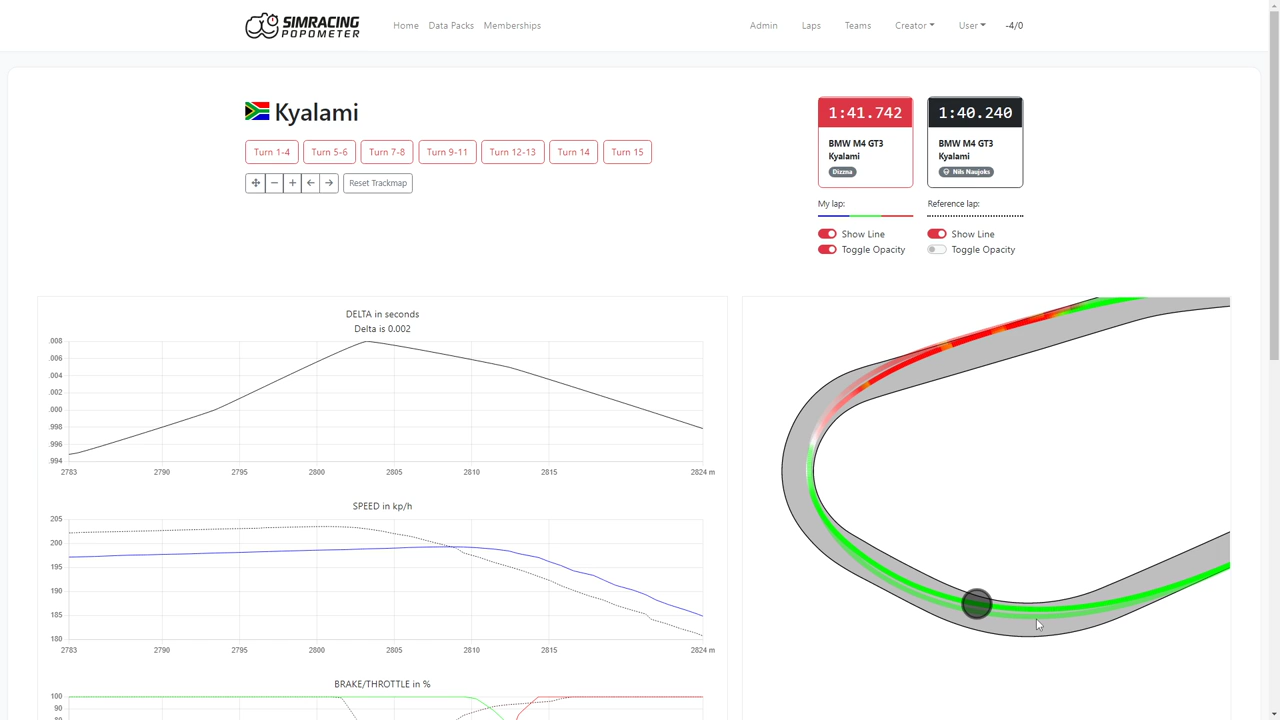 SIMRACING
POPOMETER
Home Data Packs Memberships Admin Laps Teams Creator User -4/0
Kyalami
Turn 1-4 Turn 5-6 Turn 7-8 Turn 9-11 Turn 12-13 Turn 14 Turn 15
Reset Trackmap
1:41.742
BMW M4 GT3
Kyalami
Dizzna
1:40.240
BMW M4 GT3
Kyalami
Nils Naujoks
My lap:
Show Line
Toggle Opacity
Reference lap:
Show Line
Toggle Opacity
DELTA in seconds
Delta is 0.002
.008
.006
.004
.002
.000
.998
.996
.994
2783 2790 2795 2800 2805 2810 2815 2824 m
SPEED in kp/h
205
200
195
190
185
180
2783 2790 2795 2800 2805 2810 2815 2824 m
BRAKE/THROTTLE in %
100
90